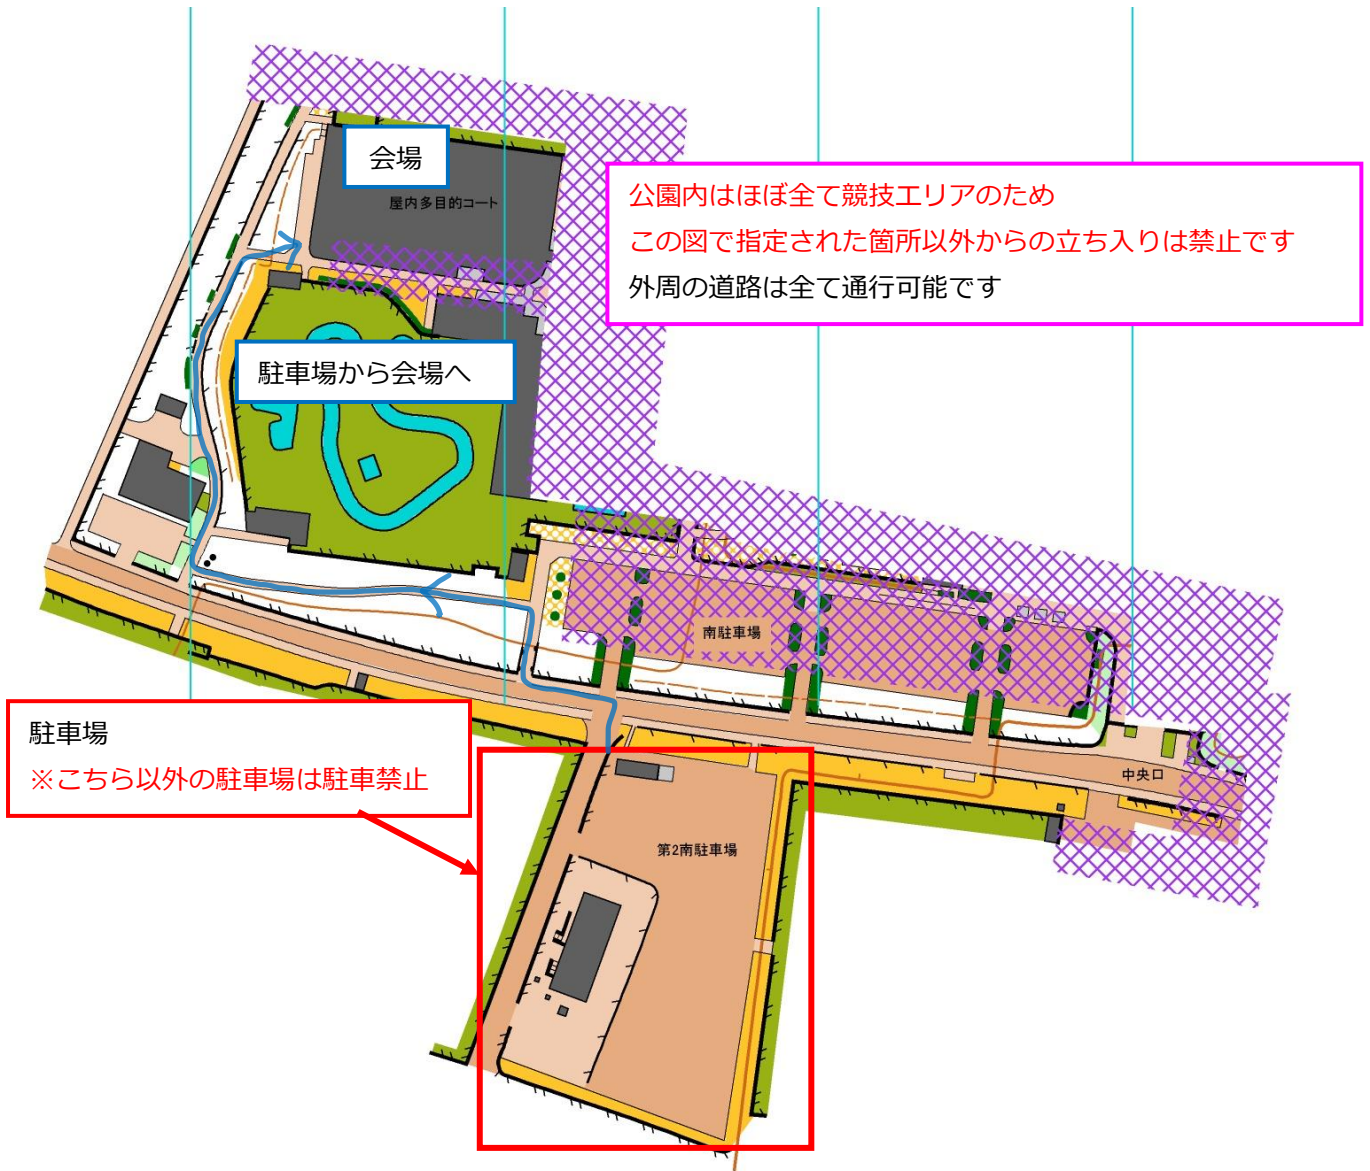 会場
屋内多目的コート
公園内はほぼ全て競技エリアのため
この図で指定された箇所以外からの立ち入りは禁止です
外周の道路は全て通行可能です
駐車場から会場へ
南駐車場
駐車場
※こちら以外の駐車場は駐車禁止
中央口
第2南駐車場